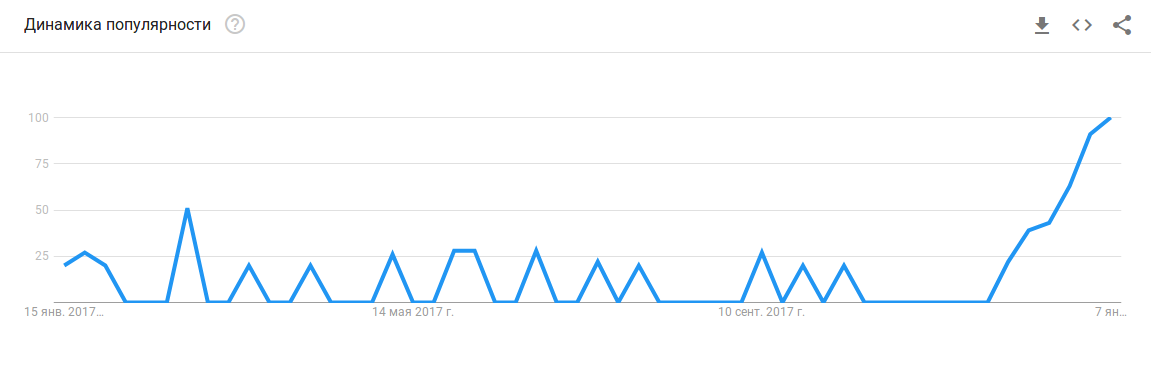 Динамика популярности ?
100
75
50
25
15 янв. 2017...
14 мая 2017 г.
10 сент. 2017 г.
7 ян...